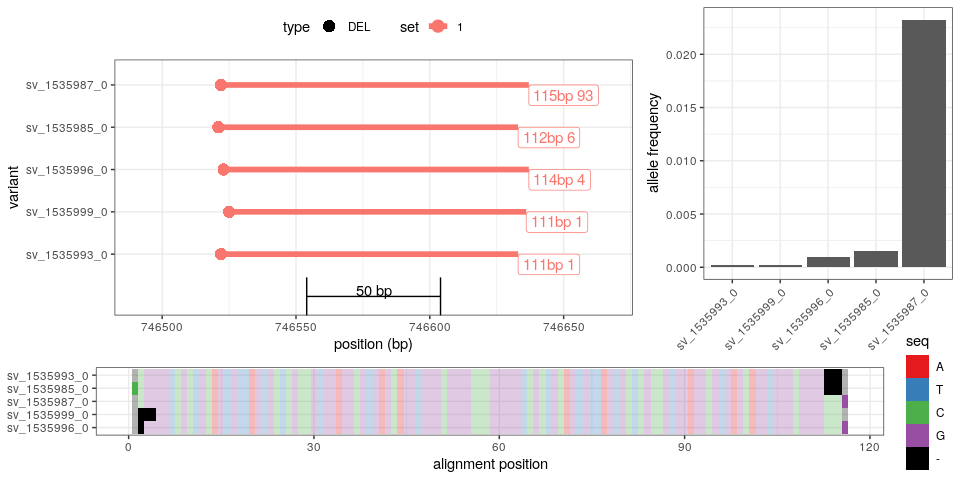 type DEL set 1
variant
sv_1535987_0
sv_1535985_0
sv_1535996_0
sv_1535999_0
sv_1535993_0
115bp 93
112bp 6
114bp 4
111bp 1
111bp 1
50 bp
746500 746550 746600 746650
position (bp)
allele frequency
0.020
0.015
0.010
0.005
0.000
sv_1535993_0
sv_1535999_0
sv_1535996_0
sv_1535985_0
sv_1535987_0
sv_1535993_0
sv_1535985_0
sv_1535987_0
sv_1535999_0
sv_1535996_0
0 30 60 90 120
alignment position
seq
A
T
C
G
-